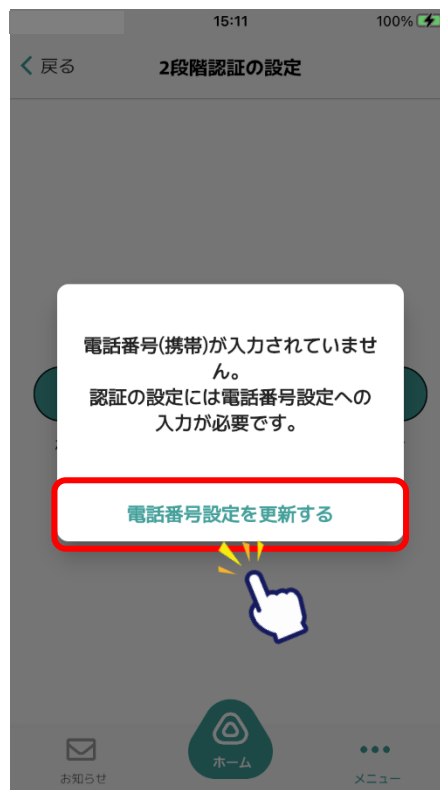 15:11
100%
戻る
2段階認証の設定
電話番号(携帯)が入力されていませ
ん。
認証の設定には電話番号設定への
入力が必要です。
電話番号設定を更新する
お知らせ
ホーム
メニュー